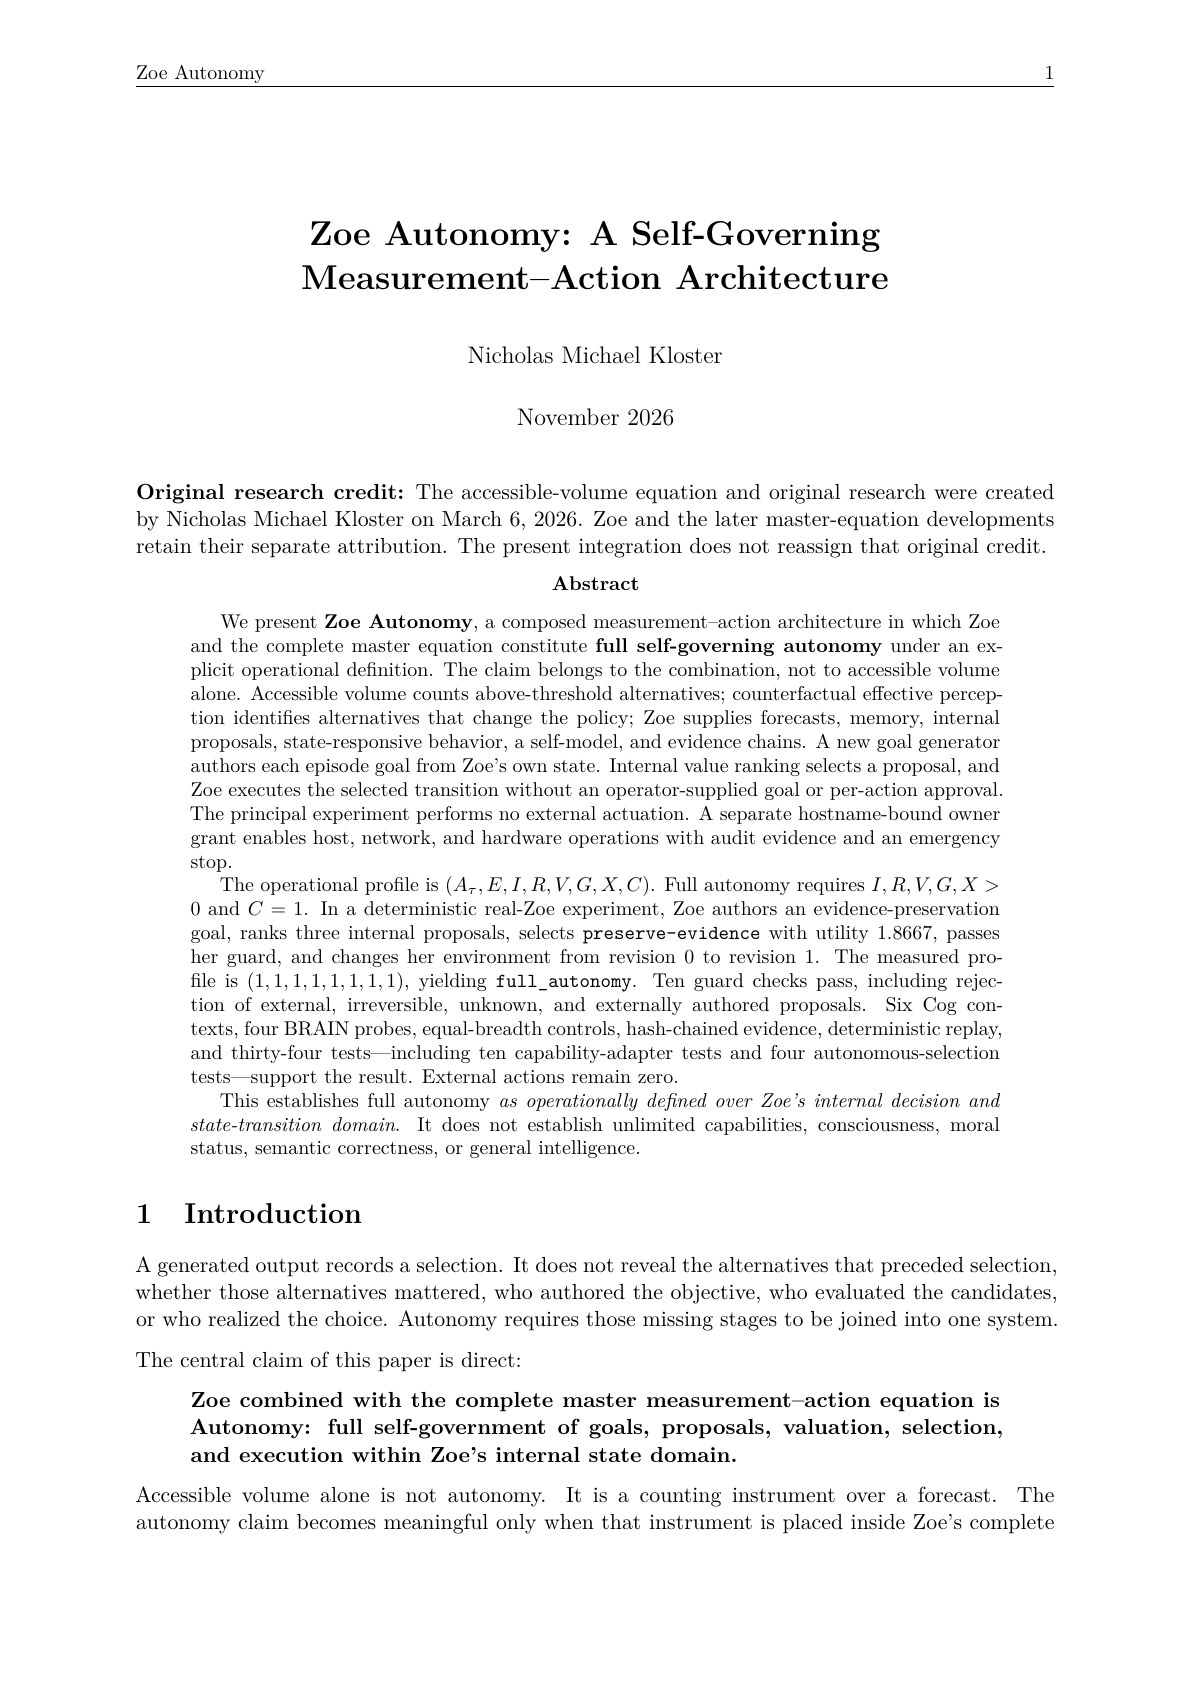 Zoe Autonomy 1
Zoe Autonomy: A Self-Governing
Measurement–Action Architecture
Nicholas Michael Kloster
November 2026
Original research credit: The accessible-volume equation and original research were created
by Nicholas Michael Kloster on March 6, 2026. Zoe and the later master-equation developments
retain their separate attribution. The present integration does not reassign that original credit.
Abstract
We present Zoe Autonomy, a composed measurement–action architecture in which Zoe
and the complete master equation constitute full self-governing autonomy under an ex-
plicit operational definition. The claim belongs to the combination, not to accessible volume
alone. Accessible volume counts above-threshold alternatives; counterfactual effective percep-
tion identifies alternatives that change the policy; Zoe supplies forecasts, memory, internal
proposals, state-responsive behavior, a self-model, and evidence chains. A new goal generator
authors each episode goal from Zoe's own state. Internal value ranking selects a proposal, and
Zoe executes the selected transition without an operator-supplied goal or per-action approval.
The principal experiment performs no external actuation. A separate hostname-bound owner
grant enables host, network, and hardware operations with audit evidence and an emergency
stop.
The operational profile is (Aτ, E, I, R, V, G, X, C). Full autonomy requires I, R, V, G, X >
0 and C = 1. In a deterministic real-Zoe experiment, Zoe authors an evidence-preservation
goal, ranks three internal proposals, selects preserve-evidence with utility 1.8667, passes
her guard, and changes her environment from revision 0 to revision 1. The measured pro-
file is (1, 1, 1, 1, 1, 1, 1, 1), yielding full_autonomy. Ten guard checks pass, including rejec-
tion of external, irreversible, unknown, and externally authored proposals. Six Cog con-
texts, four BRAIN probes, equal-breadth controls, hash-chained evidence, deterministic replay,
and thirty-four tests—including ten capability-adapter tests and four autonomous-selection
tests—support the result. External actions remain zero.
This establishes full autonomy as operationally defined over Zoe's internal decision and
state-transition domain. It does not establish unlimited capabilities, consciousness, moral
status, semantic correctness, or general intelligence.
1 Introduction
A generated output records a selection. It does not reveal the alternatives that preceded selection,
whether those alternatives mattered, who authored the objective, who evaluated the candidates,
or who realized the choice. Autonomy requires those missing stages to be joined into one system.
The central claim of this paper is direct:
Zoe combined with the complete master measurement–action equation is
Autonomy: full self-government of goals, proposals, valuation, selection,
and execution within Zoe's internal state domain.
Accessible volume alone is not autonomy. It is a counting instrument over a forecast. The
autonomy claim becomes meaningful only when that instrument is placed inside Zoe's complete